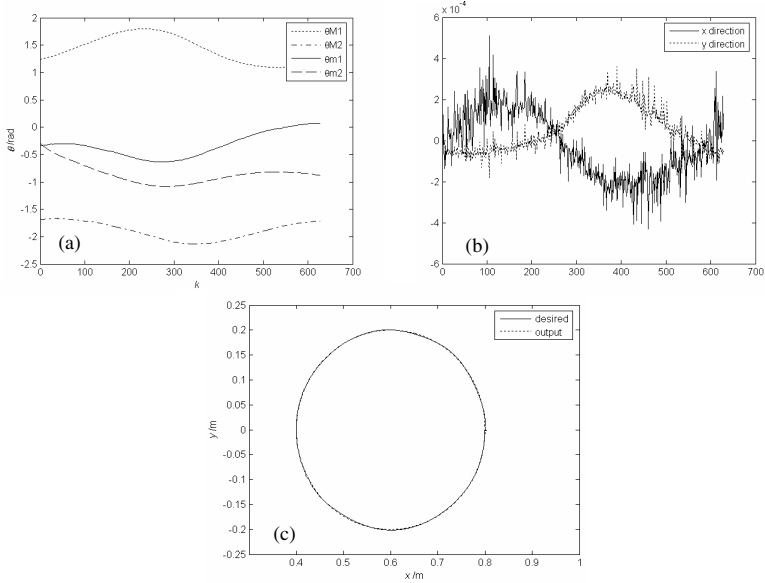 2
1.5
1
0.5
0
-0.5
-1
-1.5
-2
-2.5
θ/rad
θM1
θM2
θm1
θm2
(a)
0 100 200 300 400 500 600 700
k
6
4
2
0
-2
-4
-6
x 10⁻⁴
x direction
y direction
(b)
0 100 200 300 400 500 600 700
0.25
0.2
0.15
0.1
0.05
0
-0.05
-0.1
-0.15
-0.2
-0.25
y /m
desired
output
(c)
0.4 0.5 0.6 0.7 0.8 0.9 1
x /m